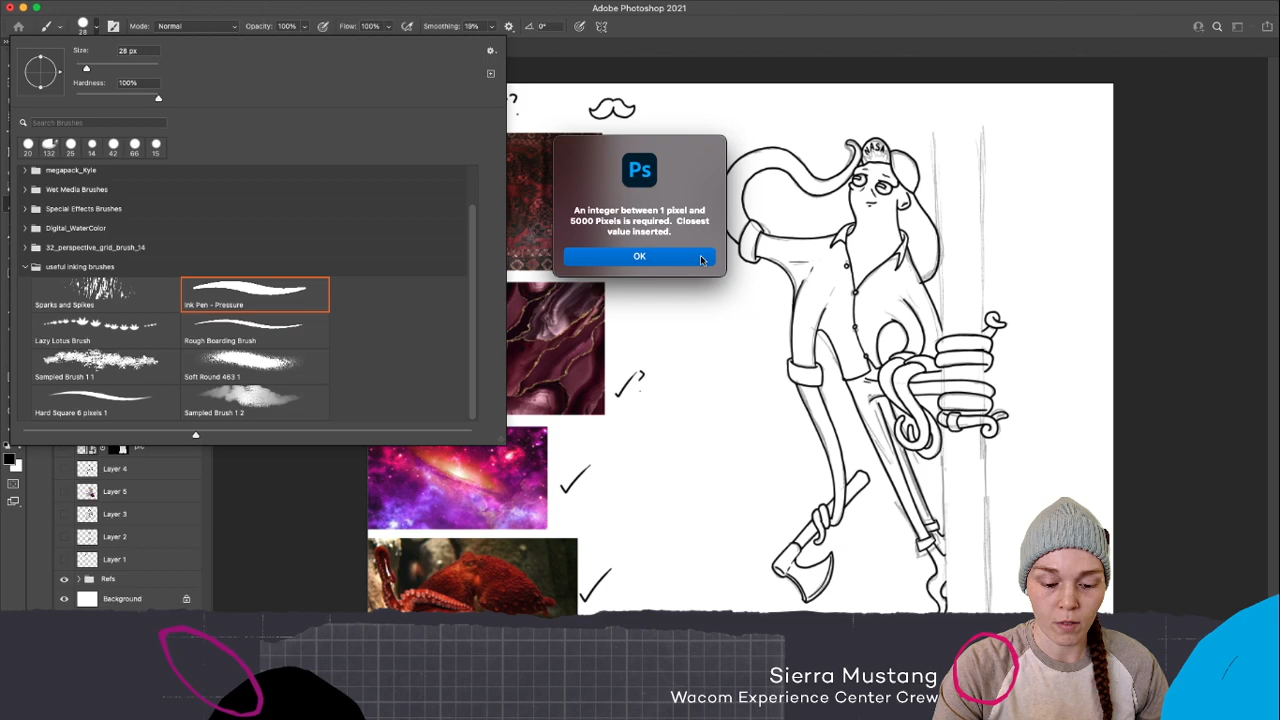 Adobe Photoshop 2021
28
Mode: Normal
Opacity: 100%
Flow: 100%
Smoothing: 19%
0°
Size: 28 px
Hardness: 100%
Search Brushes
20 132 25 14 42 66 15
megapack_Kyle
Wet Media Brushes
Special Effects Brushes
Digital_WaterColor
32_perspective_grid_brush_14
useful inking brushes
Sparks and Spikes
Ink Pen - Pressure
Lazy Lotus Brush
Rough Boarding Brush
Sampled Brush 1 1
Soft Round 463 1
Hard Square 6 pixels 1
Sampled Brush 1 2
Layer 4
Layer 5
Layer 3
Layer 2
Layer 1
Refs
Background
?
Ps
An integer between 1 pixel and
5000 Pixels is required. Closest
value inserted.
OK
NASA
?
Sierra Mustang
Wacom Experience Center Crew